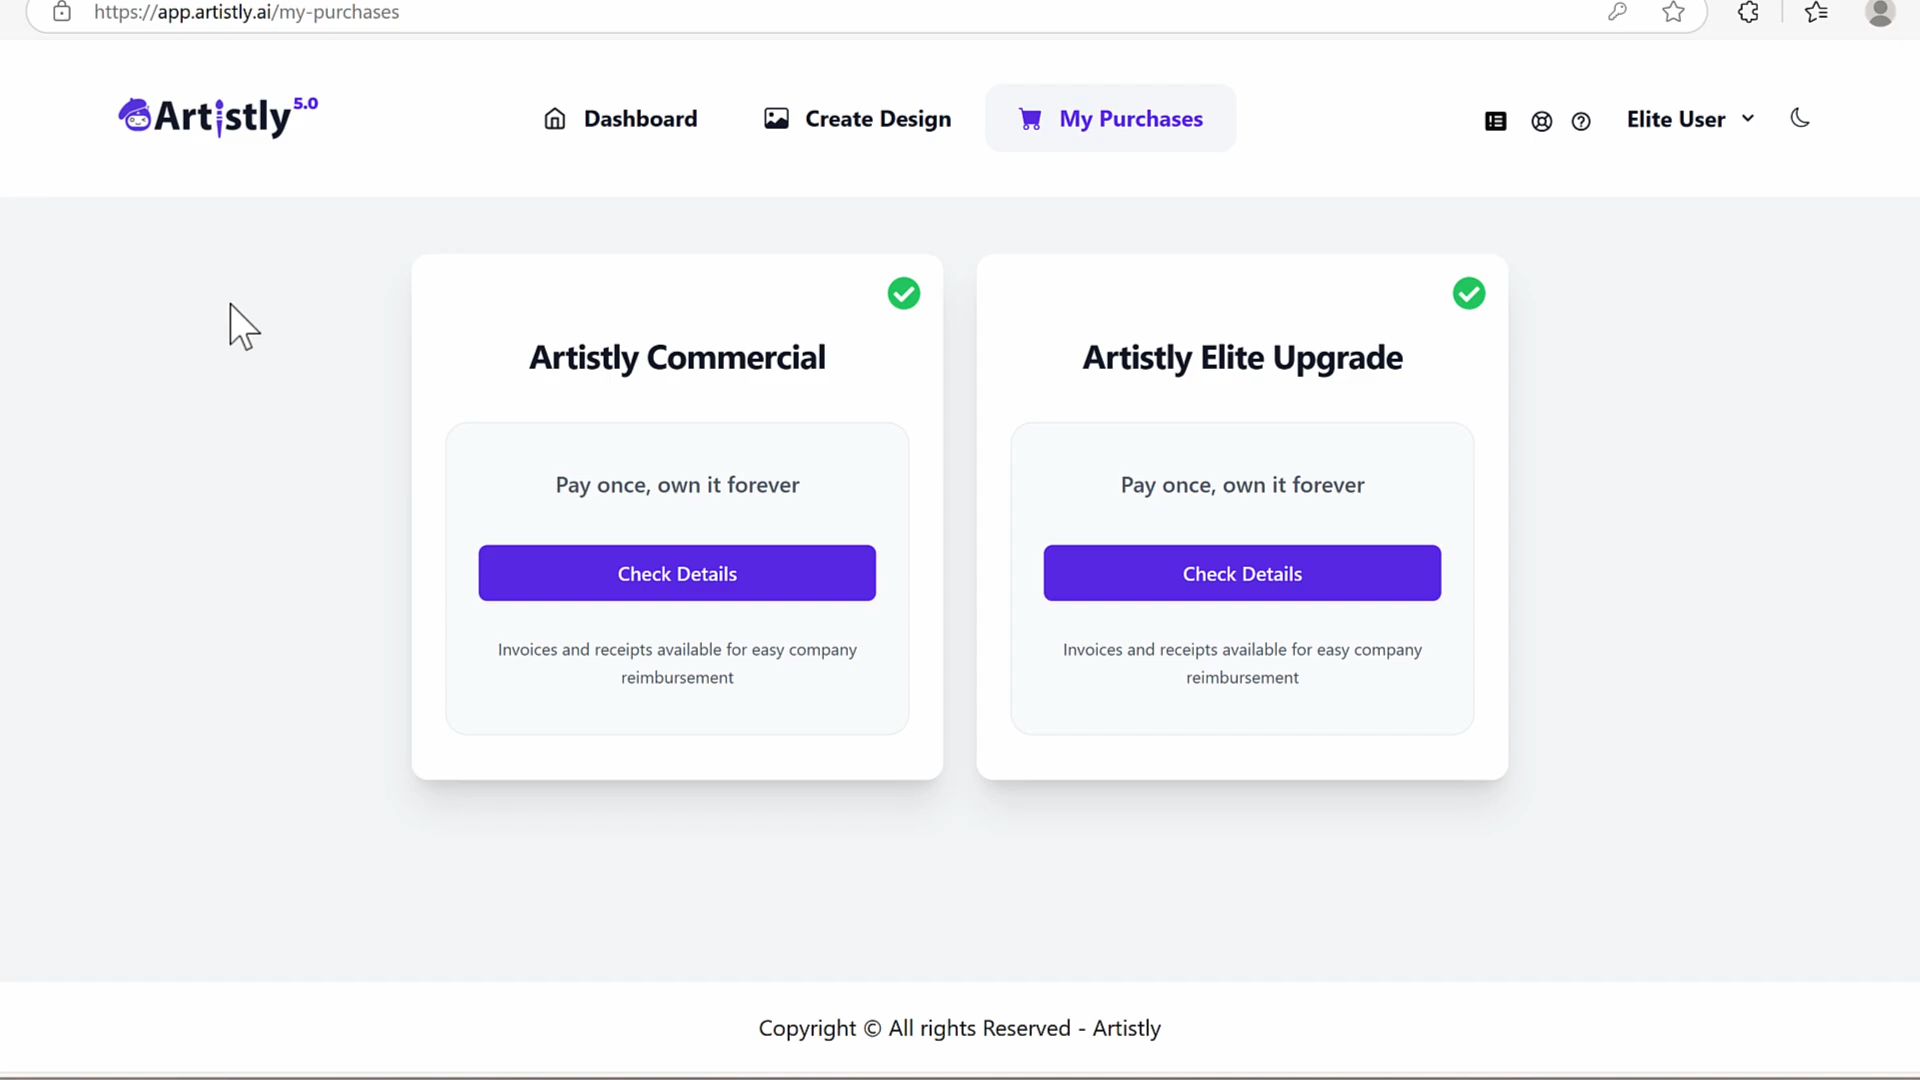 https://app.artistly.ai/my-purchases
Artistly 5.0
Dashboard
Create Design
My Purchases
Elite User
Artistly Commercial
Pay once, own it forever
Check Details
Invoices and receipts available for easy company
reimbursement
Artistly Elite Upgrade
Pay once, own it forever
Check Details
Invoices and receipts available for easy company
reimbursement
Copyright © All rights Reserved - Artistly